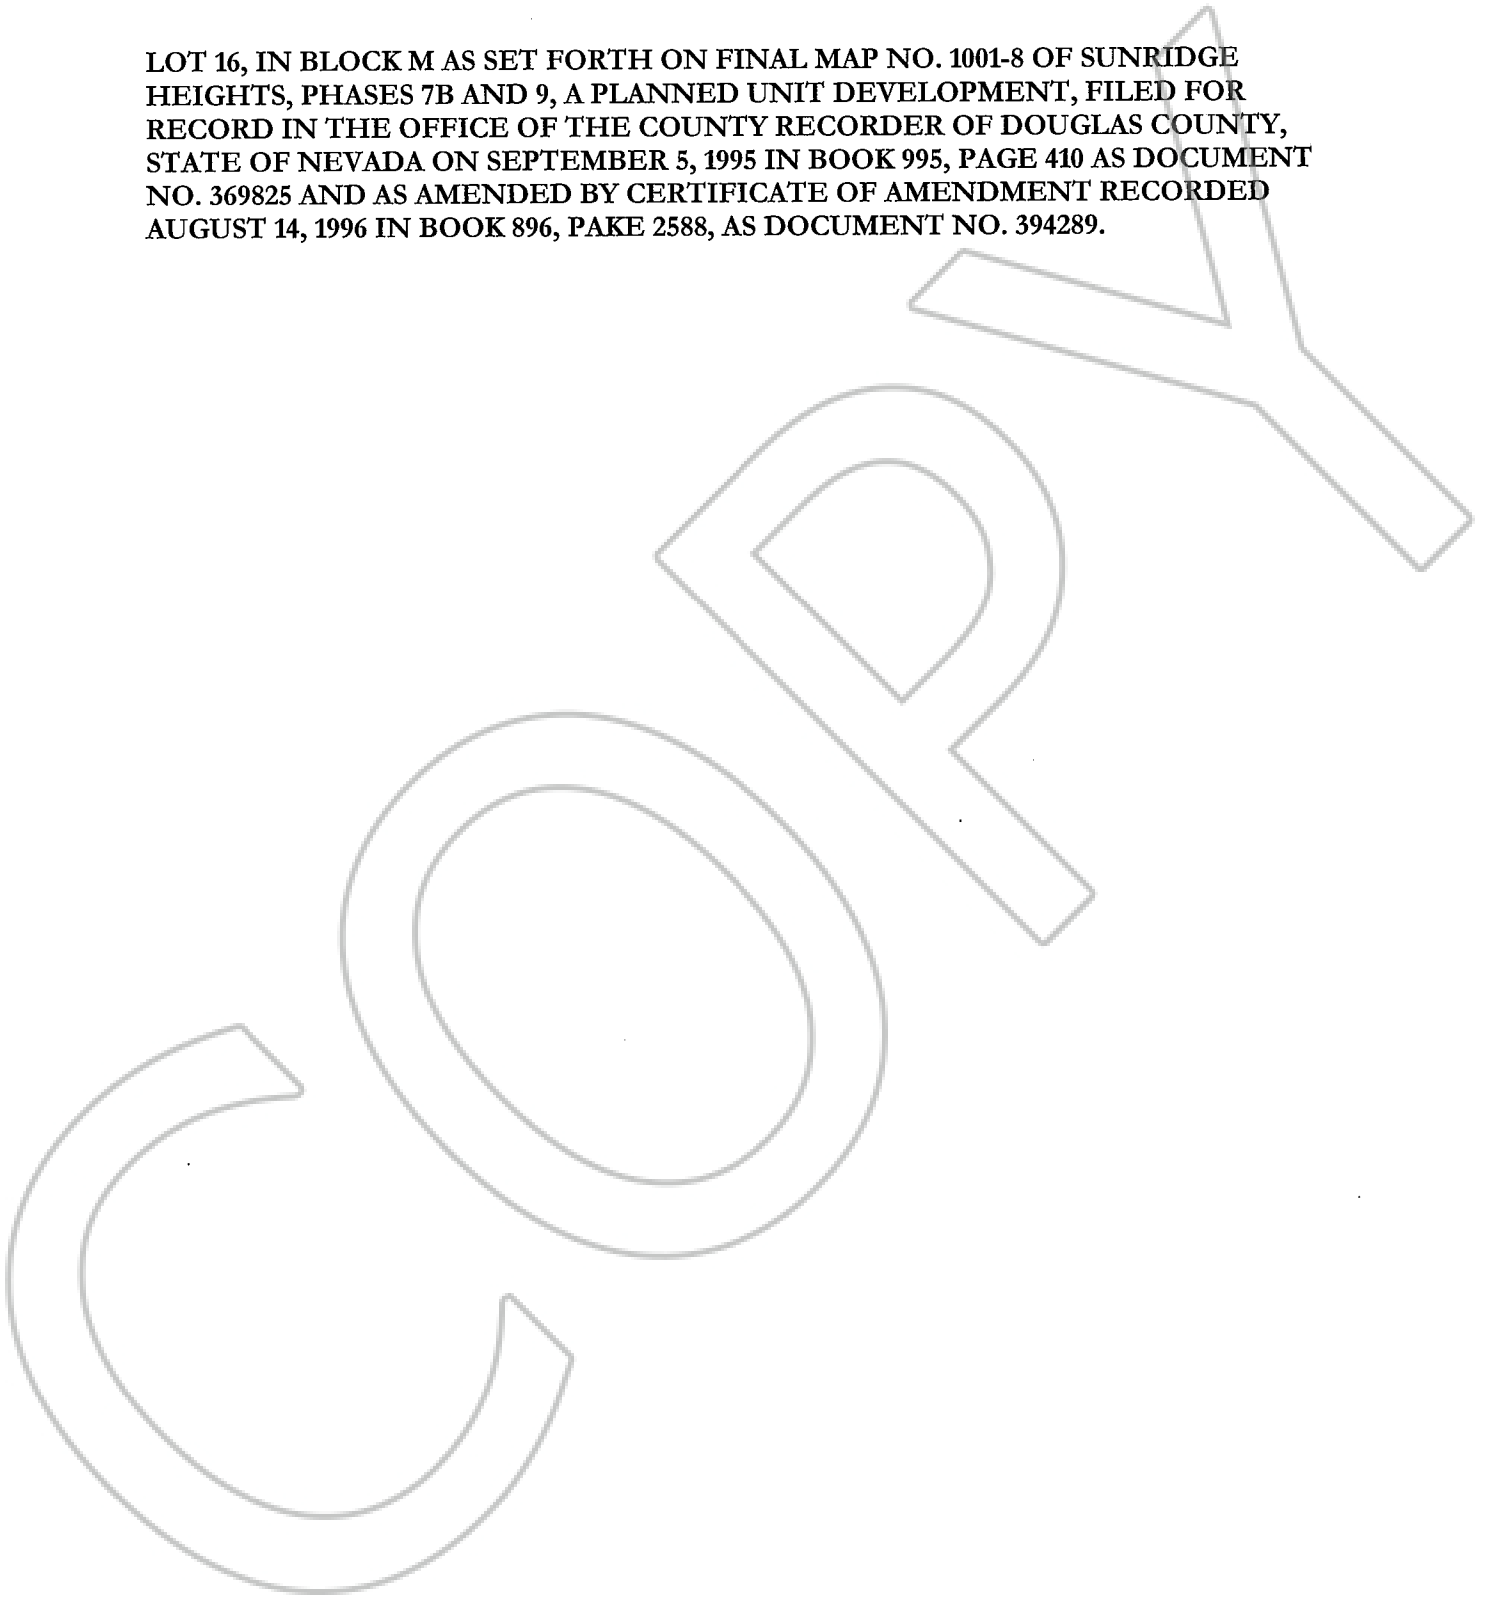 LOT 16, IN BLOCK M AS SET FORTH ON FINAL MAP NO. 1001-8 OF SUNRIDGE
HEIGHTS, PHASES 7B AND 9, A PLANNED UNIT DEVELOPMENT, FILED FOR
RECORD IN THE OFFICE OF THE COUNTY RECORDER OF DOUGLAS COUNTY,
STATE OF NEVADA ON SEPTEMBER 5, 1995 IN BOOK 995, PAGE 410 AS DOCUMENT
NO. 369825 AND AS AMENDED BY CERTIFICATE OF AMENDMENT RECORDED
AUGUST 14, 1996 IN BOOK 896, PAKE 2588, AS DOCUMENT NO. 394289.
COPY